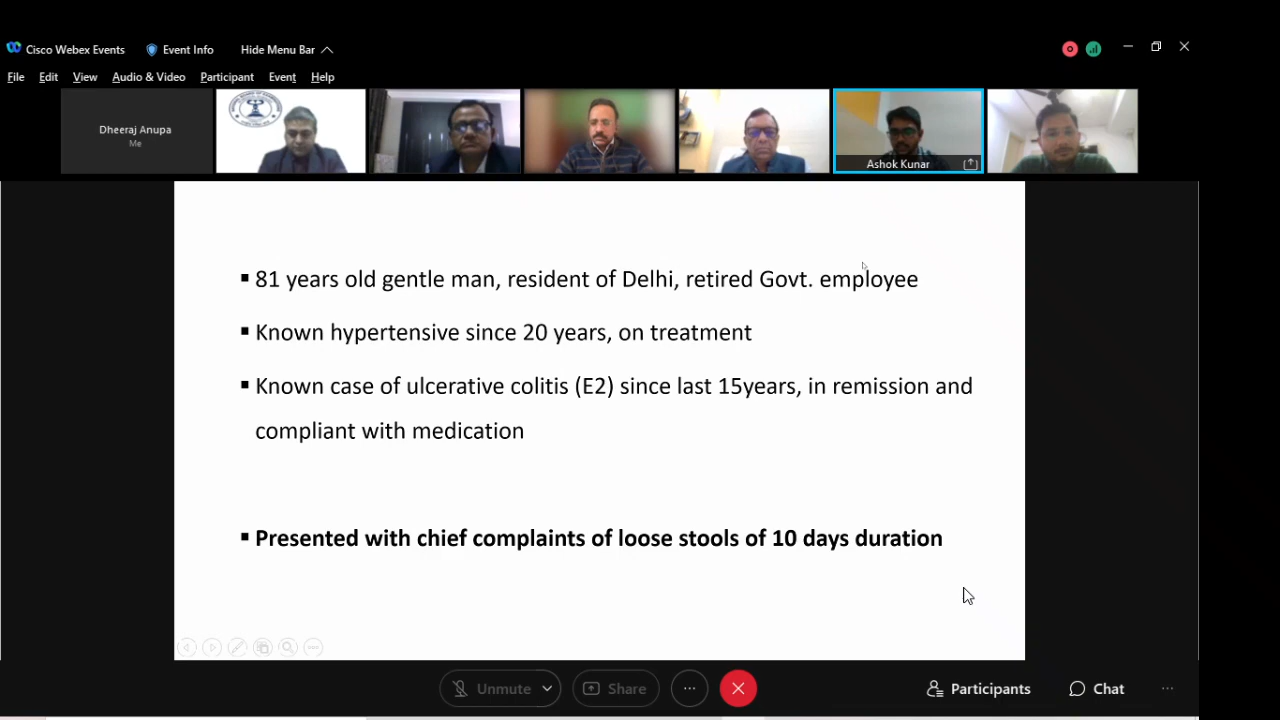 Cisco Webex Events
Event Info
Hide Menu Bar
File Edit View Audio & Video Participant Event Help
Dheeraj Anupa
Me
Ashok Kunar
▪ 81 years old gentle man, resident of Delhi, retired Govt. employee
▪ Known hypertensive since 20 years, on treatment
▪ Known case of ulcerative colitis (E2) since last 15years, in remission and
compliant with medication
▪ Presented with chief complaints of loose stools of 10 days duration
Unmute
Share
Participants
Chat